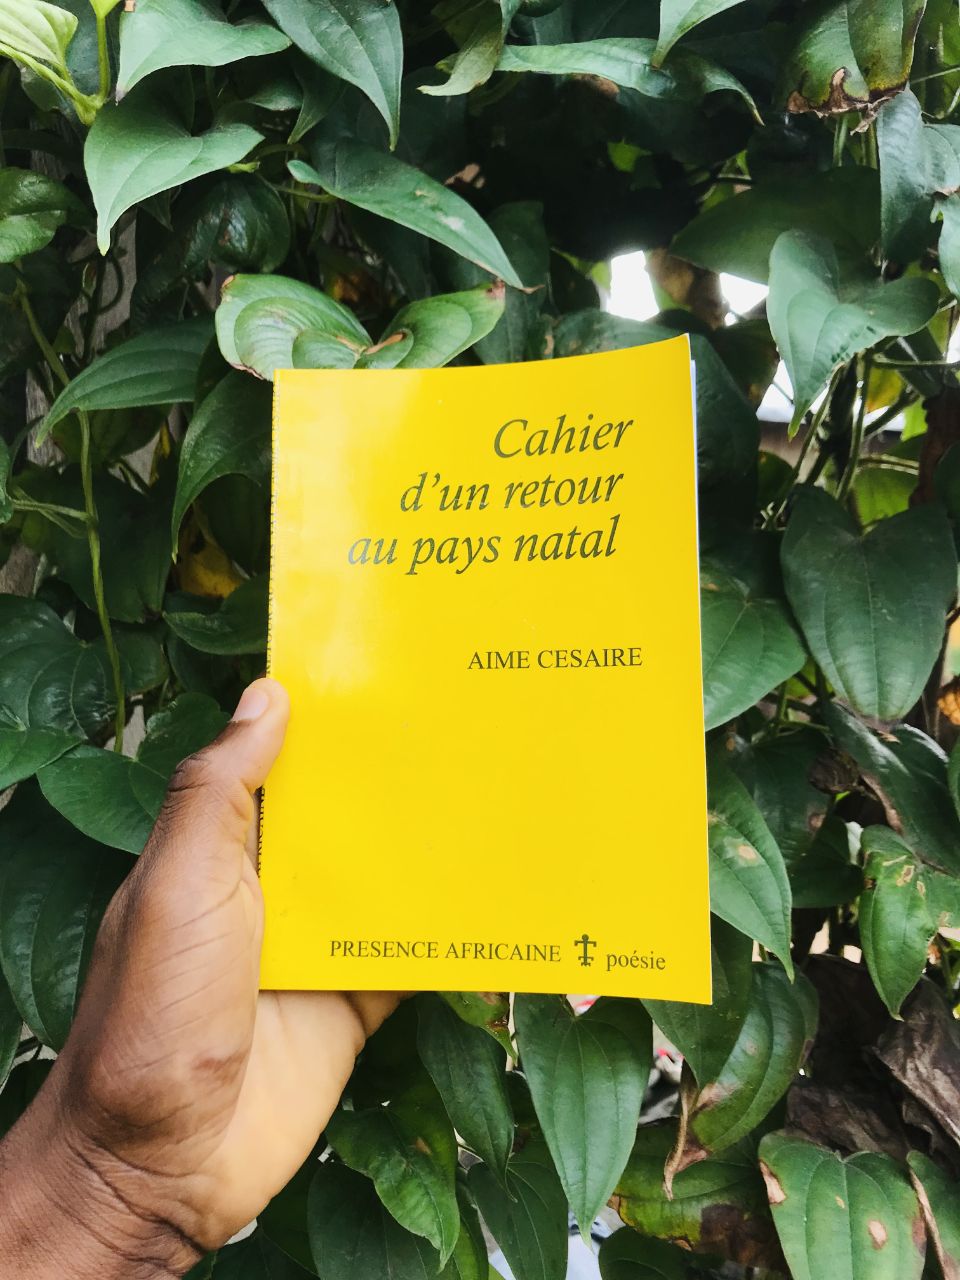 Cahier
d'un retour
au pays natal
AIME CESAIRE
PRESENCE AFRICAINE poésie